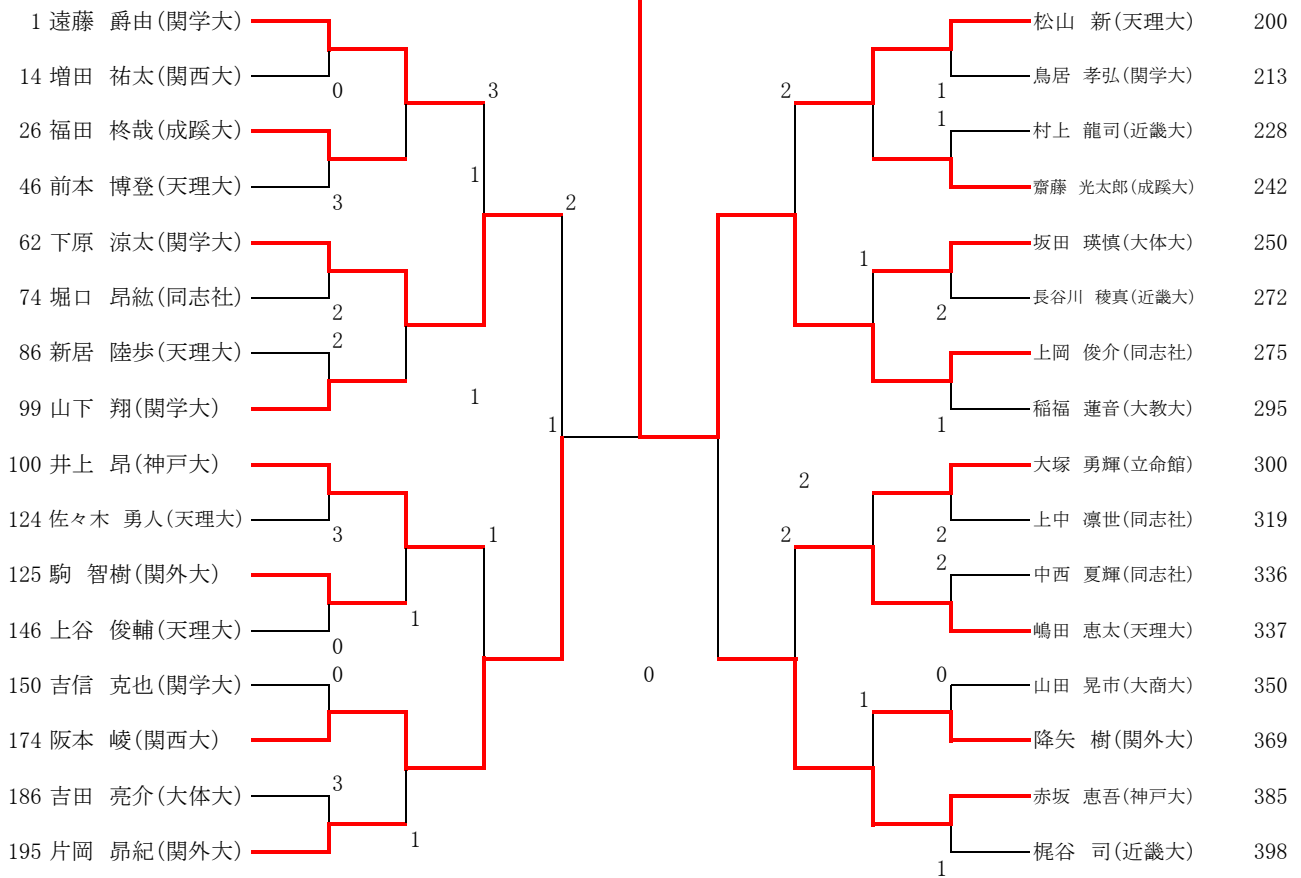 1 遠藤 爵由(関学大)
14 増田 祐太(関西大)
0
3
26 福田 柊哉(成蹊大)
46 前本 博登(天理大)
3
1
2
62 下原 涼太(関学大)
74 堀口 昂紘(同志社)
2
2
86 新居 陸歩(天理大)
99 山下 翔(関学大)
1
1
100 井上 昂(神戸大)
124 佐々木 勇人(天理大)
3
1
125 駒 智樹(関外大)
146 上谷 俊輔(天理大)
1
0
0
150 吉信 克也(関学大)
174 阪本 崚(関西大)
186 吉田 亮介(大体大)
3
195 片岡 昴紀(関外大)
1
0
松山 新(天理大) 200
鳥居 孝弘(関学大) 213
2
1
1
村上 龍司(近畿大) 228
齋藤 光太郎(成蹊大) 242
坂田 瑛慎(大体大) 250
1
長谷川 稜真(近畿大) 272
2
上岡 俊介(同志社) 275
稲福 蓮音(大教大) 295
1
大塚 勇輝(立命館) 300
2
上中 凛世(同志社) 319
2
2
2
中西 夏輝(同志社) 336
嶋田 恵太(天理大) 337
0
山田 晃市(大商大) 350
1
降矢 樹(関外大) 369
赤坂 恵吾(神戸大) 385
梶谷 司(近畿大) 398
1